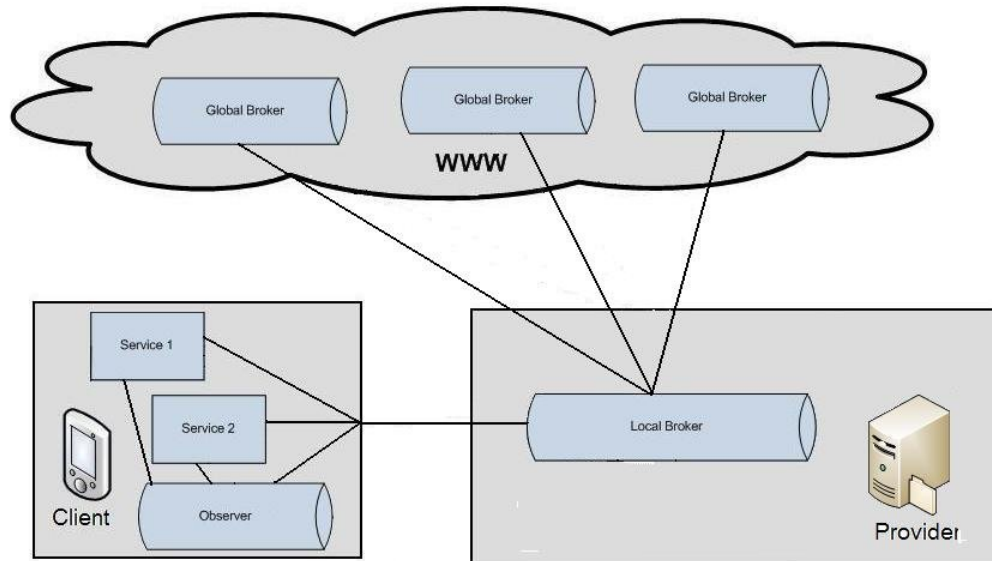 Global Broker
Global Broker
Global Broker
WWW
Service 1
Service 2
Observer
Client
Local Broker
Provider